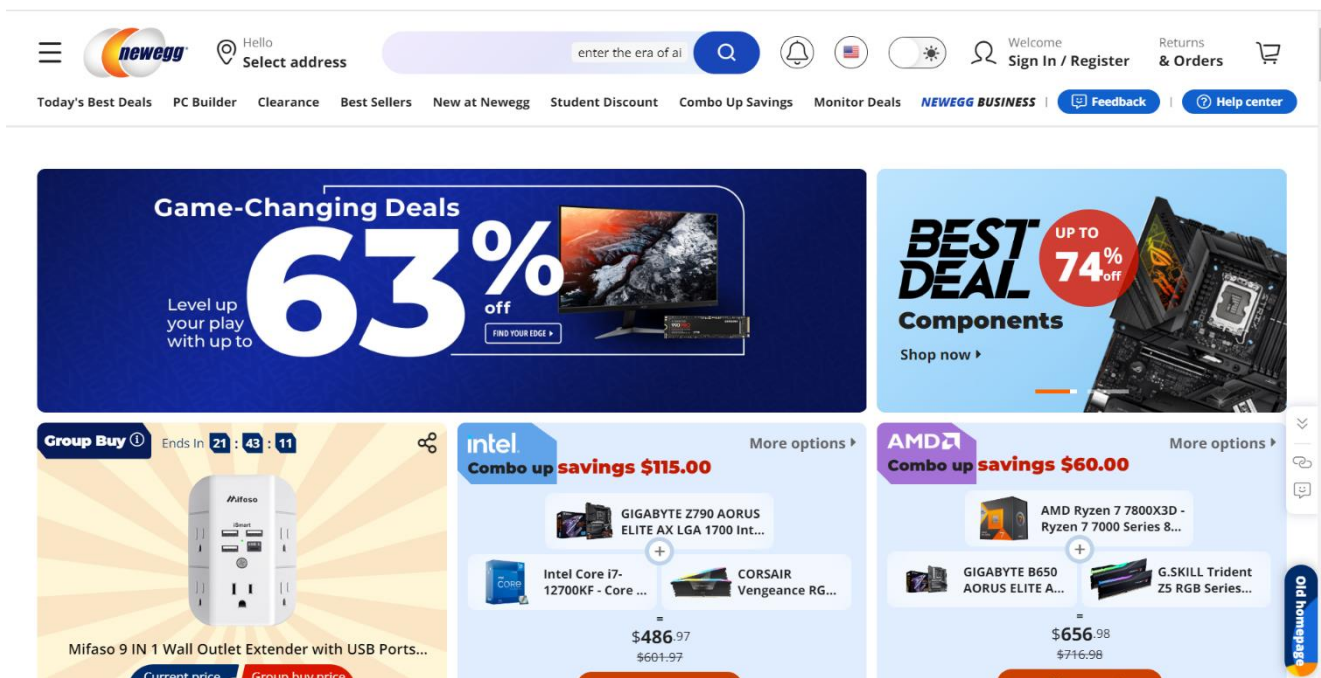 newegg
Hello
Select address
enter the era of ai
Welcome
Sign In / Register
Returns
& Orders
Today's Best Deals
PC Builder
Clearance
Best Sellers
New at Newegg
Student Discount
Combo Up Savings
Monitor Deals
NEWEGG BUSINESS
Feedback
Help center
Game-Changing Deals
Level up
your play
with up to
63%
off
FIND YOUR EDGE
BEST
DEAL
UP TO
74%
off
Components
Shop now
Group Buy
Ends In 21 : 43 : 11
Mifaso
iSmart
Mifaso 9 IN 1 Wall Outlet Extender with USB Ports...
Current price
Group buy price
intel.
More options
Combo up savings $115.00
GIGABYTE Z790 AORUS
ELITE AX LGA 1700 Int...
+
Intel Core i7-
12700KF - Core ...
CORE
CORSAIR
Vengeance RG...
=
$486.97
$601.97
AMD
More options
Combo up savings $60.00
AMD Ryzen 7 7800X3D -
Ryzen 7 7000 Series 8...
+
GIGABYTE B650
AORUS ELITE A...
G.SKILL Trident
Z5 RGB Series...
=
$656.98
$716.98
Old homepage